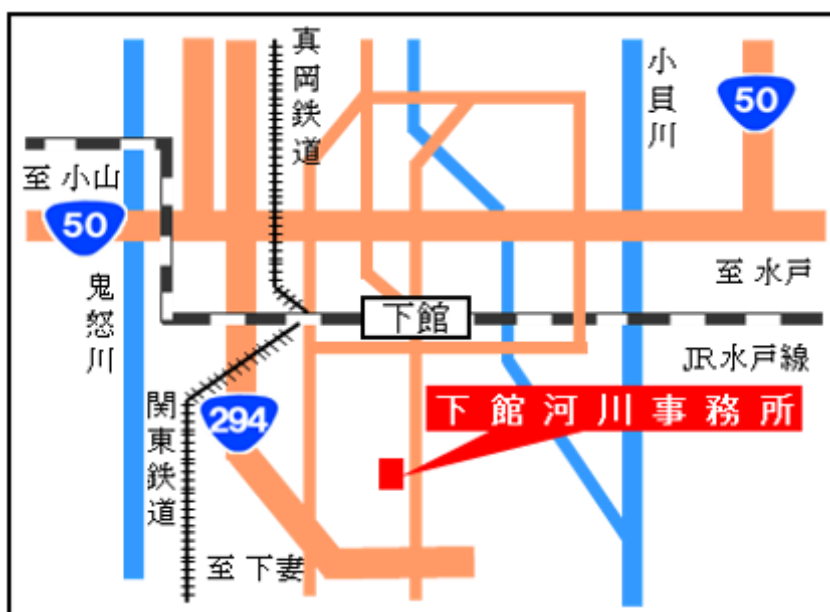 真岡鉄道
小貝川
50
至 小山
50
鬼怒川
至 水戸
下館
JR水戸線
関東鉄道
294
下館河川事務所
至 下妻